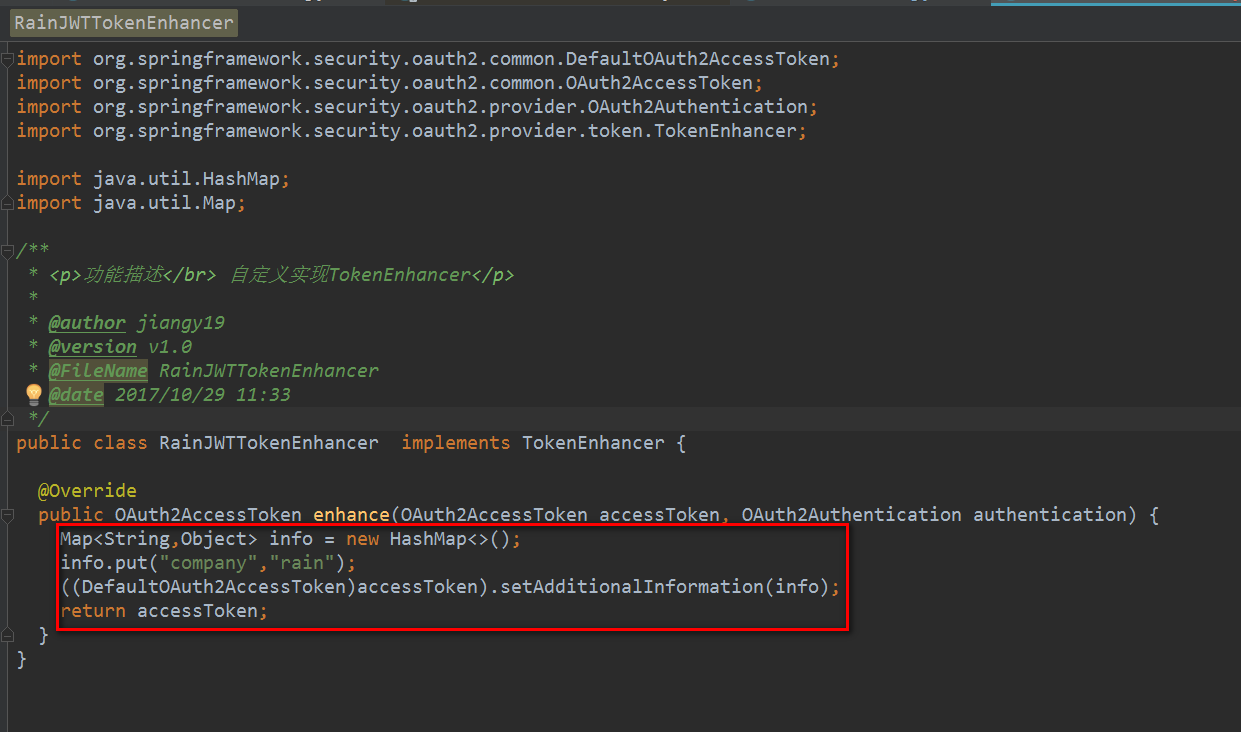 RainJWTTokenEnhancer
import org.springframework.security.oauth2.common.DefaultOAuth2AccessToken;
import org.springframework.security.oauth2.common.OAuth2AccessToken;
import org.springframework.security.oauth2.provider.OAuth2Authentication;
import org.springframework.security.oauth2.provider.token.TokenEnhancer;
import java.util.HashMap;
import java.util.Map;
/**
* <p>功能描述</br> 自定义实现TokenEnhancer</p>
*
* @author jiangy19
* @version v1.0
* @FileName RainJWTTokenEnhancer
* @date 2017/10/29 11:33
*/
public class RainJWTTokenEnhancer  implements TokenEnhancer {
@Override
public OAuth2AccessToken enhance(OAuth2AccessToken accessToken, OAuth2Authentication authentication) {
Map<String,Object> info = new HashMap<>();
info.put("company","rain");
((DefaultOAuth2AccessToken)accessToken).setAdditionalInformation(info);
return accessToken;
}
}